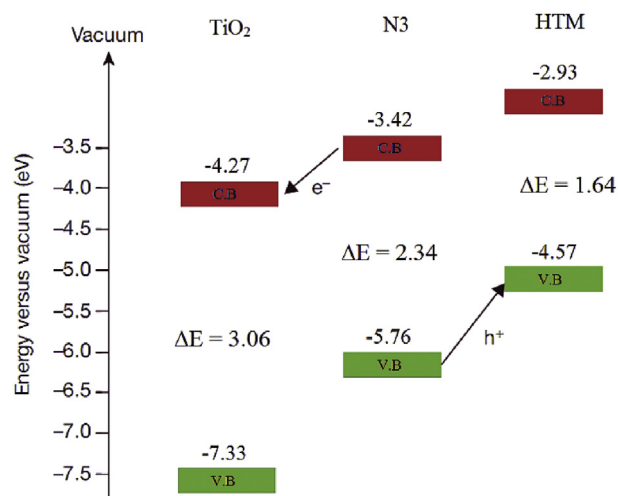 Vacuum
TiO₂
N3
HTM
Energy versus vacuum (eV)
−3.5
−4.0
−4.5
−5.0
−5.5
−6.0
−6.5
−7.0
−7.5
-4.27
C.B
ΔE = 3.06
-7.33
V.B
-3.42
C.B
e⁻
ΔE = 2.34
-5.76
V.B
h⁺
-2.93
C.B
ΔE = 1.64
-4.57
V.B